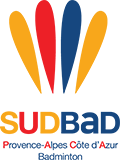 SUDBaD
Provence-Alpes Côte d'Azur
Badminton